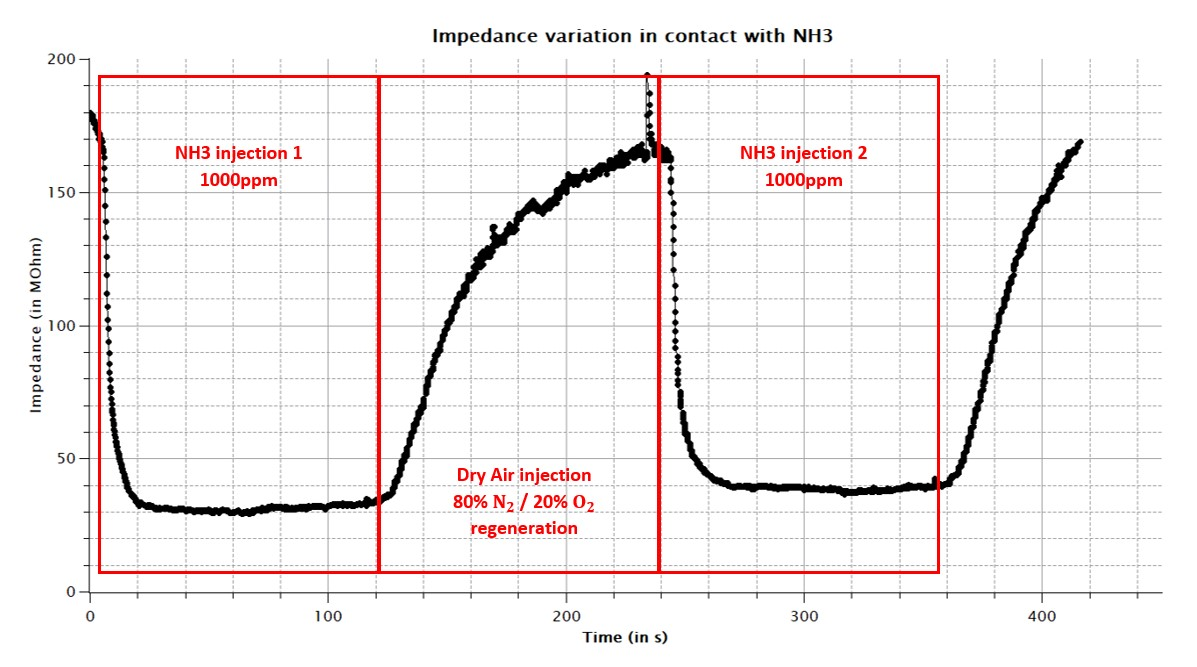 Impedance variation in contact with NH3
200
150
100
50
0
Impedance (in MOhm)
NH3 injection 1
1000ppm
Dry Air injection
80% N₂ / 20% O₂
regeneration
NH3 injection 2
1000ppm
0 100 200 300 400
Time (in s)